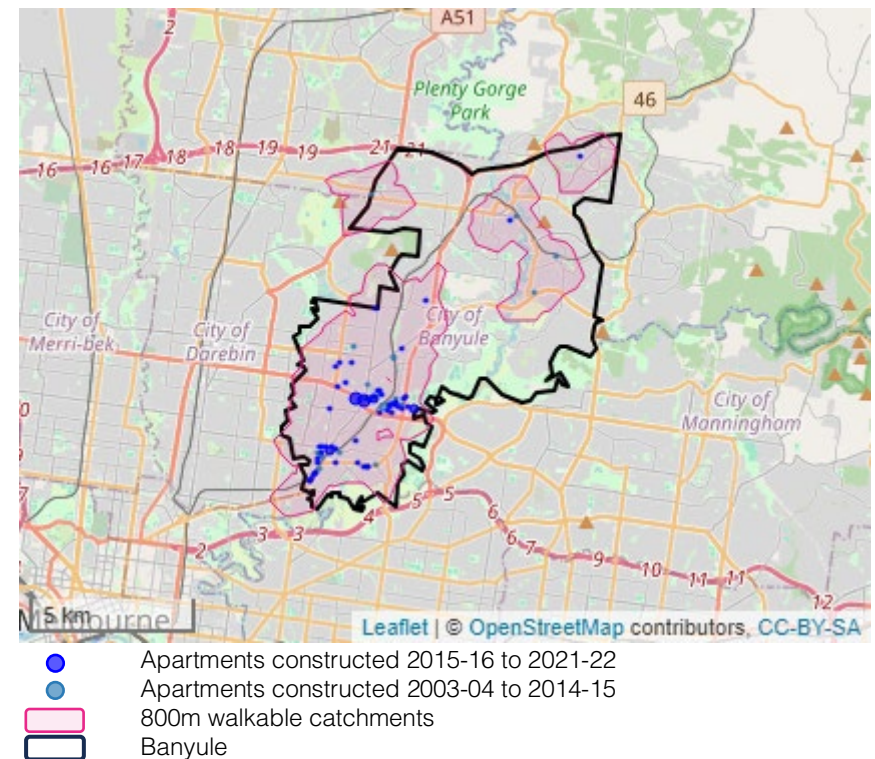 2
A51
Plenty Gorge
Park
46
16 16 17 18 18 19 19 21 21
City of
Merri-bek
City of
Darebin
City of
Banyule
City of
Manningham
2 3 3 4 5 5 6 6 7 9 10 11 11 12
5 km
Leaflet | © OpenStreetMap contributors, CC-BY-SA
Apartments constructed 2015-16 to 2021-22
Apartments constructed 2003-04 to 2014-15
800m walkable catchments
Banyule